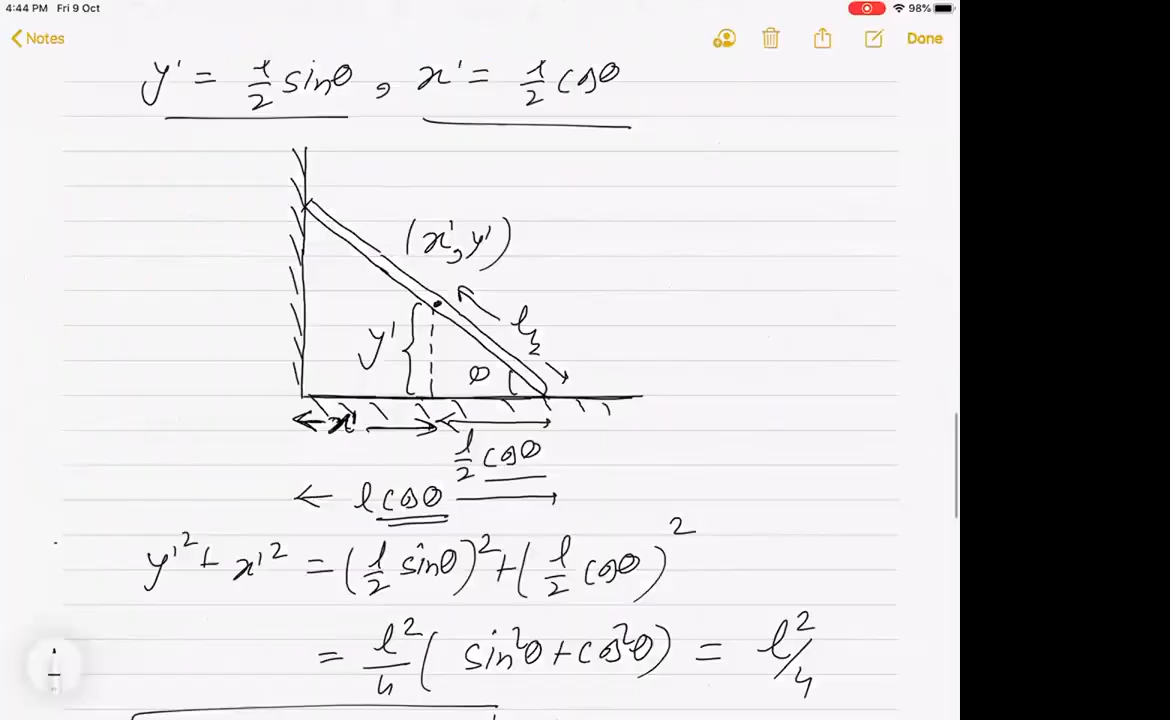 4:44 PM Fri 9 Oct 98%
Notes Done
y' = l/2 sinθ , x' = l/2 cosθ
(x', y')
l/2
y'
θ
x'
l/2 cosθ
l cosθ
y'² + x'² = (l/2 sinθ)² + (l/2 cosθ)²
= l²/4 ( sin²θ + cos²θ) = l²/4